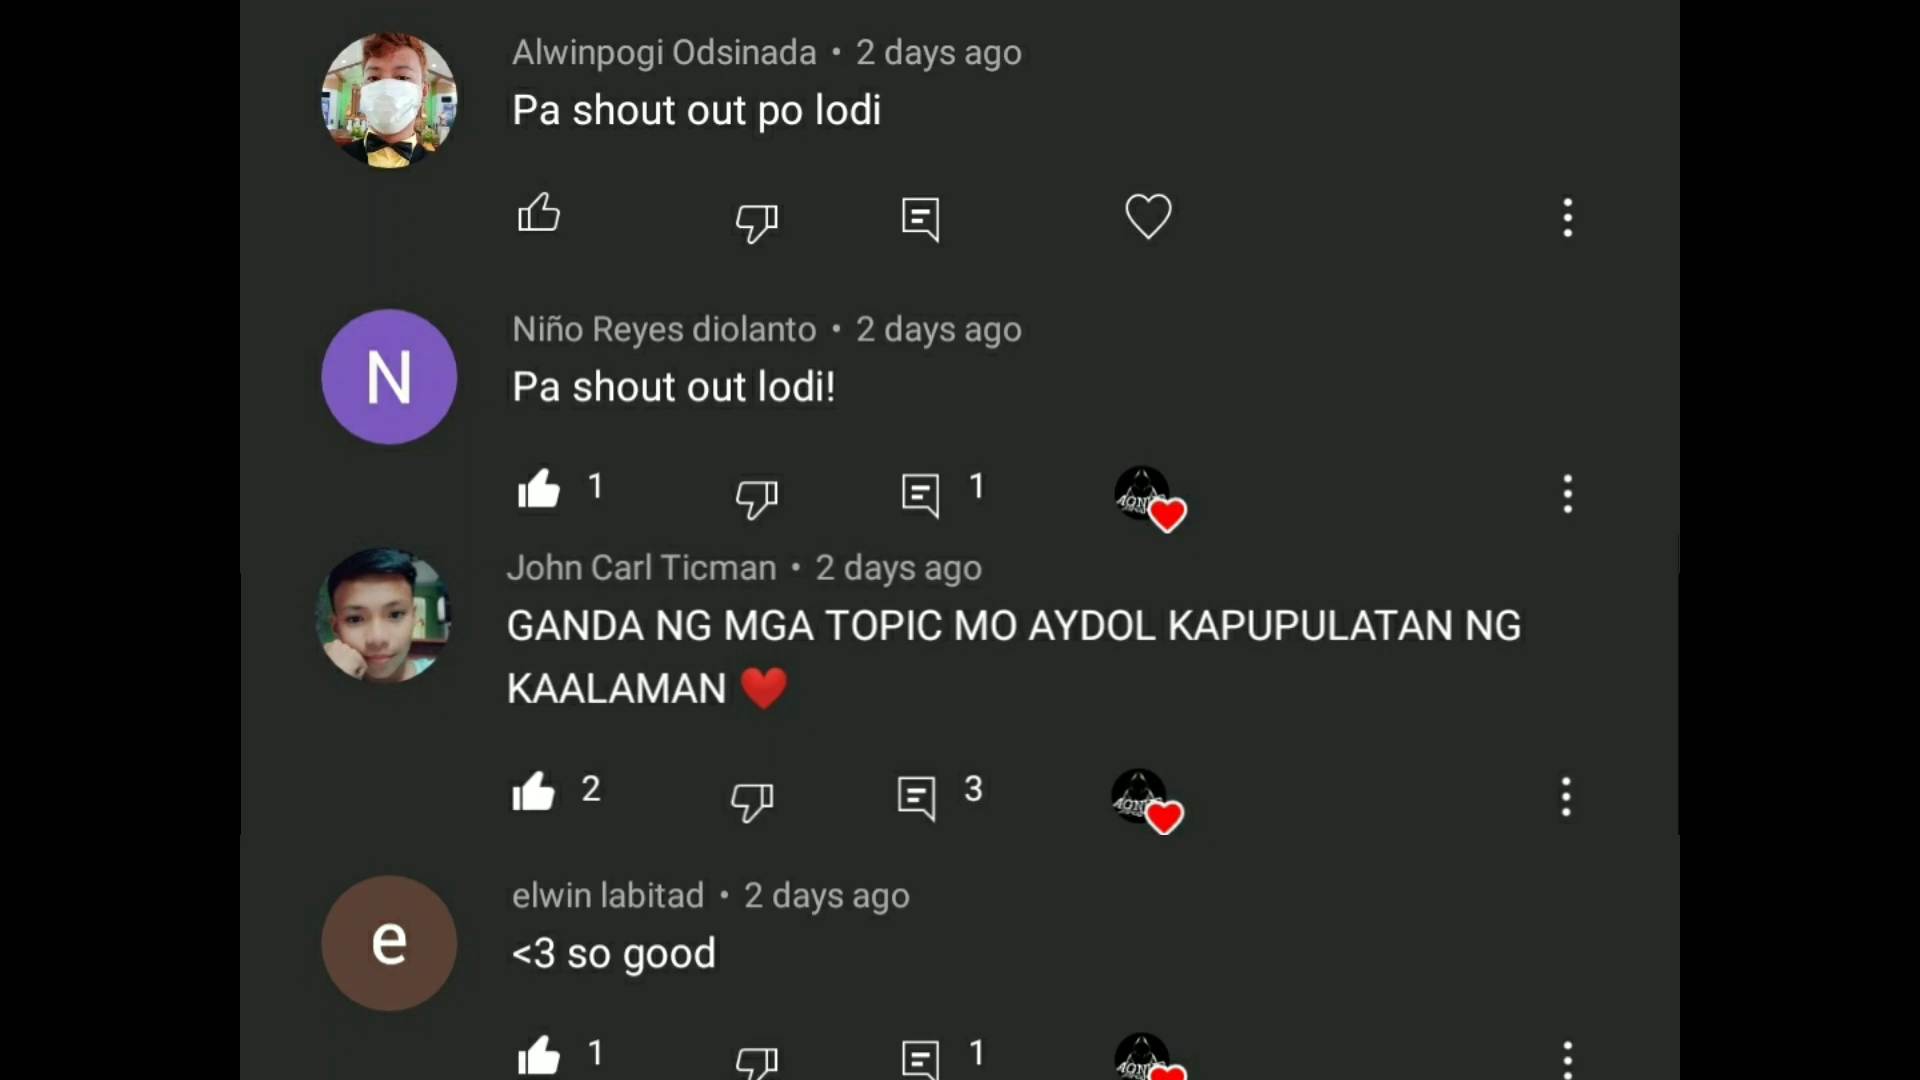 Alwinpogi Odsinada • 2 days ago
Pa shout out po lodi
N
Niño Reyes diolanto • 2 days ago
Pa shout out lodi!
1
1
John Carl Ticman • 2 days ago
GANDA NG MGA TOPIC MO AYDOL KAPUPULATAN NG
KAALAMAN ❤️
2
3
e
elwin labitad • 2 days ago
<3 so good
1
1